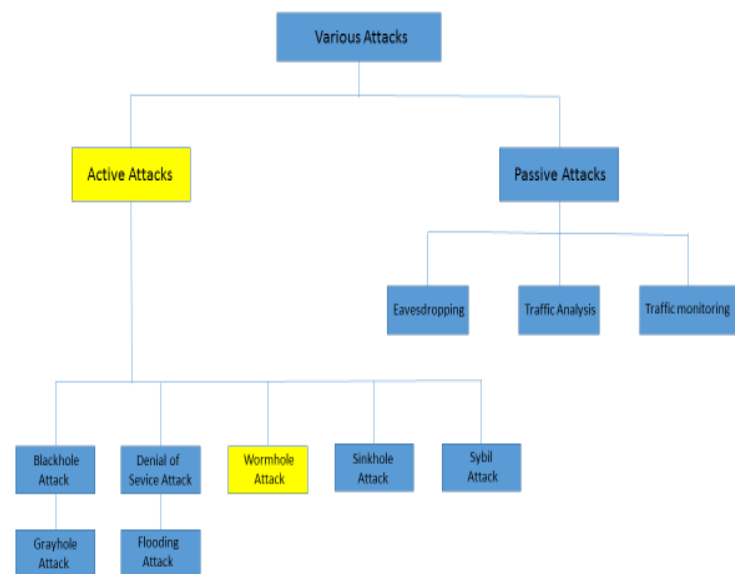 Various Attacks
Active Attacks
Passive Attacks
Eavesdropping
Traffic Analysis
Traffic monitoring
Blackhole
Attack
Denial of
Sevice Attack
Wormhole
Attack
Sinkhole
Attack
Sybil
Attack
Grayhole
Attack
Flooding
Attack